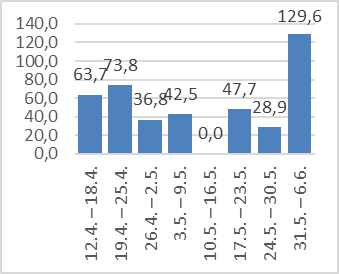 140,0
120,0
100,0
80,0
60,0
40,0
20,0
0,0
63,7
73,8
36,8
42,5
0,0
47,7
28,9
129,6
12.4. – 18.4.
19.4. – 25.4.
26.4. – 2.5.
3.5. – 9.5.
10.5. – 16.5.
17.5. – 23.5.
24.5. – 30.5.
31.5. – 6.6.